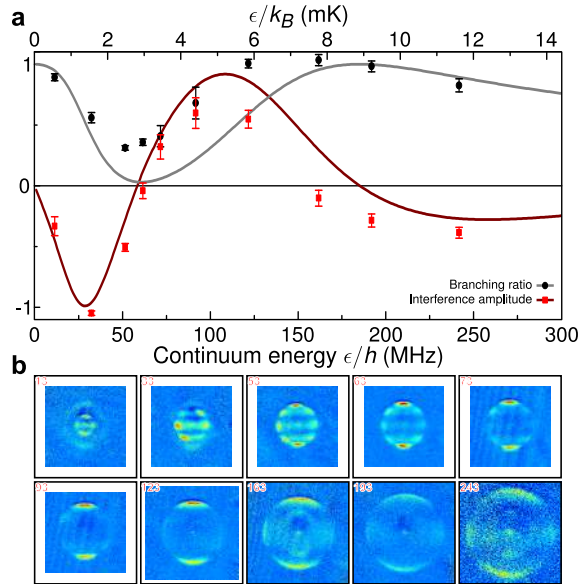 a
ϵ/k_B (mK)
0 2 4 6 8 10 12 14
1
0
-1
Branching ratio
Interference amplitude
0 50 100 150 200 250 300
Continuum energy ϵ/h (MHz)
b
13 33 53 63 73
93 123 163 193 243